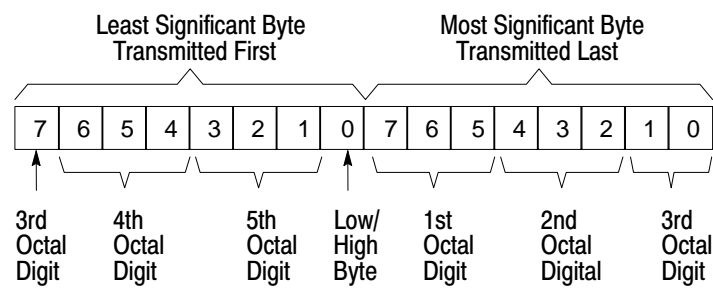 Least Significant Byte
Transmitted First
Most Significant Byte
Transmitted Last
7 6 5 4 3 2 1 0 7 6 5 4 3 2 1 0
3rd
Octal
Digit
4th
Octal
Digit
5th
Octal
Digit
Low/
High
Byte
1st
Octal
Digit
2nd
Octal
Digital
3rd
Octal
Digit